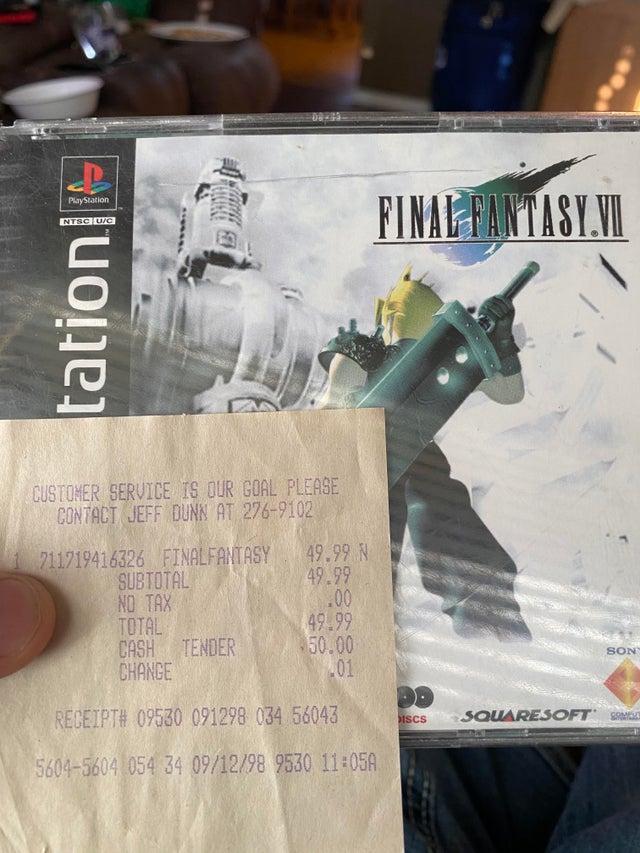 PlayStation
NTSC U/C
tation™
FINAL FANTASY® VII
CUSTOMER SERVICE IS OUR GOAL PLEASE
CONTACT JEFF DUNN AT 276-9102
1 711719416326 FINALFANTASY 49.99 N
SUBTOTAL 49.99
NO TAX .00
TOTAL 49.99
CASH TENDER 50.00
CHANGE .01
RECEIPT# 09530 091298 034 56043
5604-5604 054 34 09/12/98 9530 11:05A
DISCS
SQUARESOFT
SONY